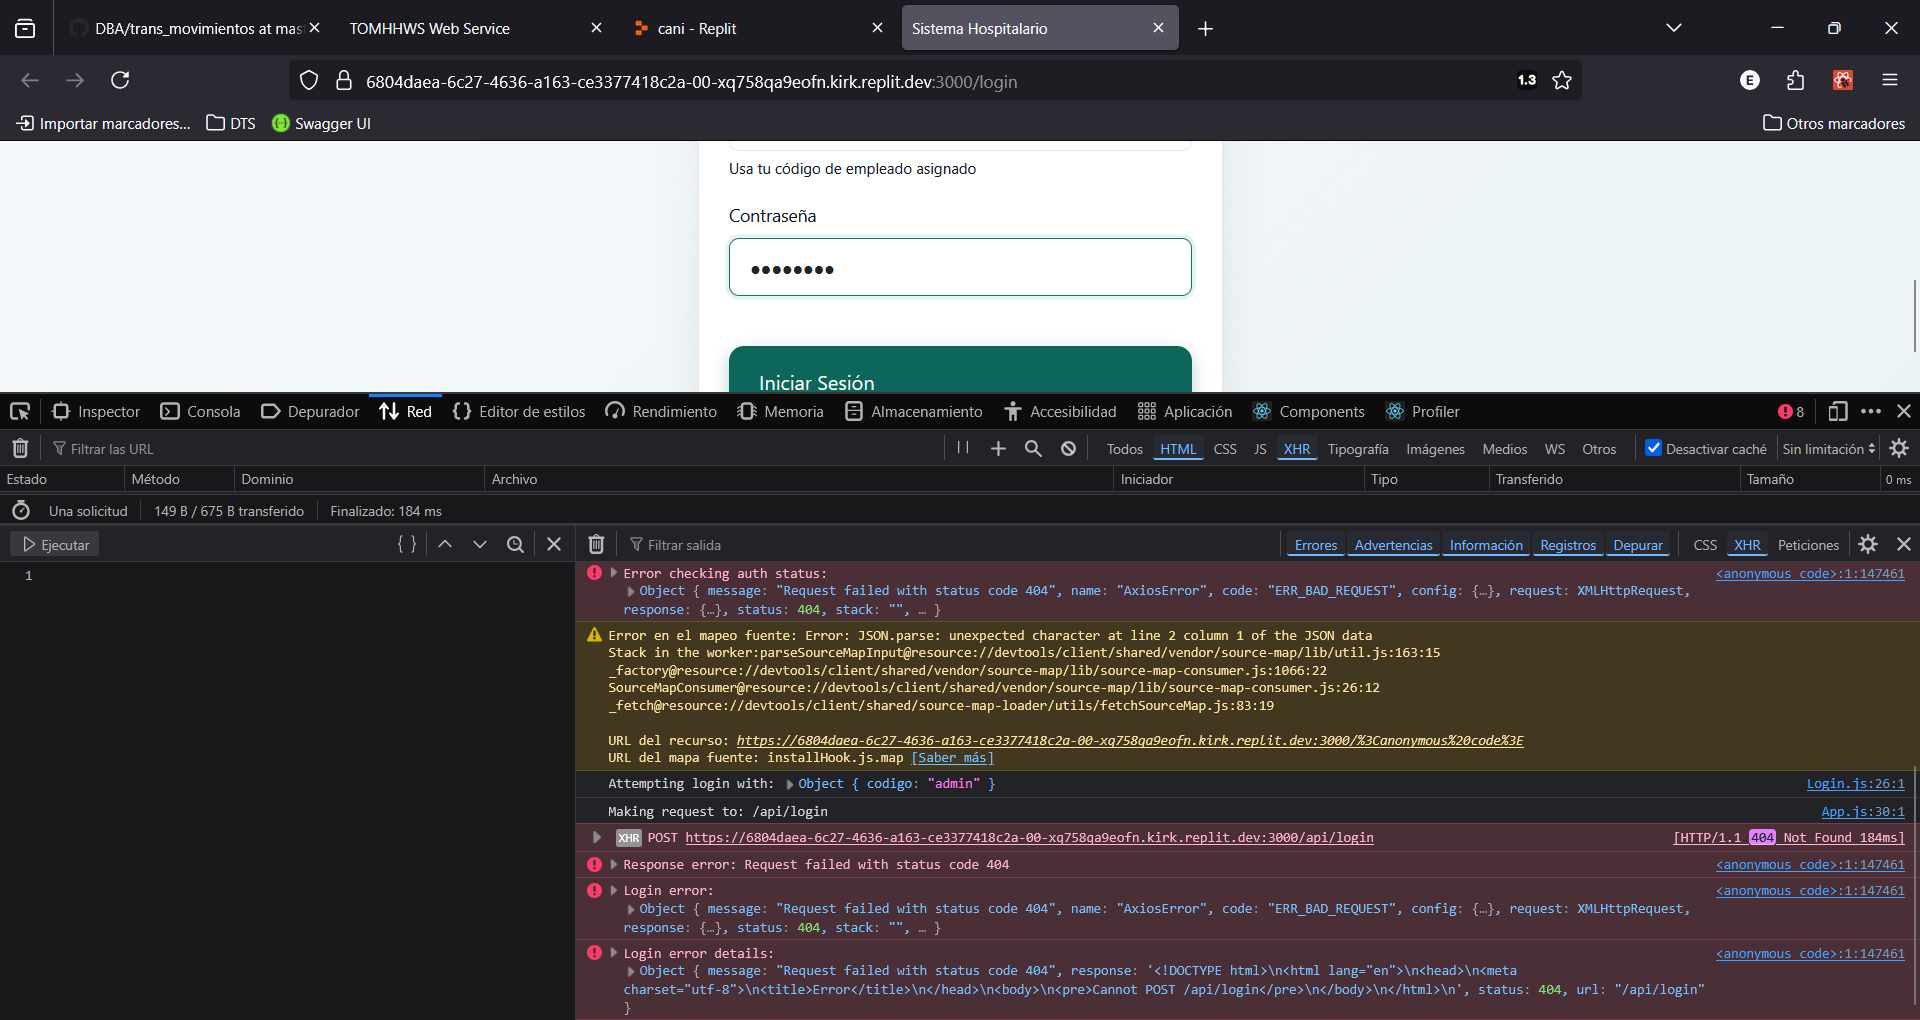 DBA/trans_movimientos at mas
TOMHHWS Web Service
cani - Replit
Sistema Hospitalario
6804daea-6c27-4636-a163-ce3377418c2a-00-xq758qa9eofn.kirk.replit.dev:3000/login
1.3
E
Importar marcadores...
DTS
Swagger UI
Otros marcadores
Usa tu código de empleado asignado
Contraseña
Iniciar Sesión
Inspector
Consola
Depurador
Red
Editor de estilos
Rendimiento
Memoria
Almacenamiento
Accesibilidad
Aplicación
Components
Profiler
8
Filtrar las URL
Todos
HTML
CSS
JS
XHR
Tipografía
Imágenes
Medios
WS
Otros
Desactivar caché
Sin limitación
Estado
Método
Dominio
Archivo
Iniciador
Tipo
Transferido
Tamaño
0 ms
Una solicitud
149 B / 675 B transferido
Finalizado: 184 ms
Ejecutar
Filtrar salida
Errores
Advertencias
Información
Registros
Depurar
CSS
XHR
Peticiones
1
Error checking auth status:
<anonymous code>:1:147461
Object { message: "Request failed with status code 404", name: "AxiosError", code: "ERR_BAD_REQUEST", config: {…}, request: XMLHttpRequest,
response: {…}, status: 404, stack: "", … }
Error en el mapeo fuente: Error: JSON.parse: unexpected character at line 2 column 1 of the JSON data
Stack in the worker:parseSourceMapInput@resource://devtools/client/shared/vendor/source-map/lib/util.js:163:15
_factory@resource://devtools/client/shared/vendor/source-map/lib/source-map-consumer.js:1066:22
SourceMapConsumer@resource://devtools/client/shared/vendor/source-map/lib/source-map-consumer.js:26:12
_fetch@resource://devtools/client/shared/source-map-loader/utils/fetchSourceMap.js:83:19
URL del recurso: https://6804daea-6c27-4636-a163-ce3377418c2a-00-xq758qa9eofn.kirk.replit.dev:3000/%3Canonymous%20code%3E
URL del mapa fuente: installHook.js.map [Saber más]
Attempting login with: Object { codigo: "admin" }
Login.js:26:1
Making request to: /api/login
App.js:30:1
XHR POST https://6804daea-6c27-4636-a163-ce3377418c2a-00-xq758qa9eofn.kirk.replit.dev:3000/api/login
[HTTP/1.1 404 Not Found 184ms]
Response error: Request failed with status code 404
<anonymous code>:1:147461
Login error:
<anonymous code>:1:147461
Object { message: "Request failed with status code 404", name: "AxiosError", code: "ERR_BAD_REQUEST", config: {…}, request: XMLHttpRequest,
response: {…}, status: 404, stack: "", … }
Login error details:
<anonymous code>:1:147461
Object { message: "Request failed with status code 404", response: '<!DOCTYPE html>\n<html lang="en">\n<head>\n<meta
charset="utf-8">\n<title>Error</title>\n</head>\n<body>\n<pre>Cannot POST /api/login</pre>\n</body>\n</html>\n', status: 404, url: "/api/login"
}